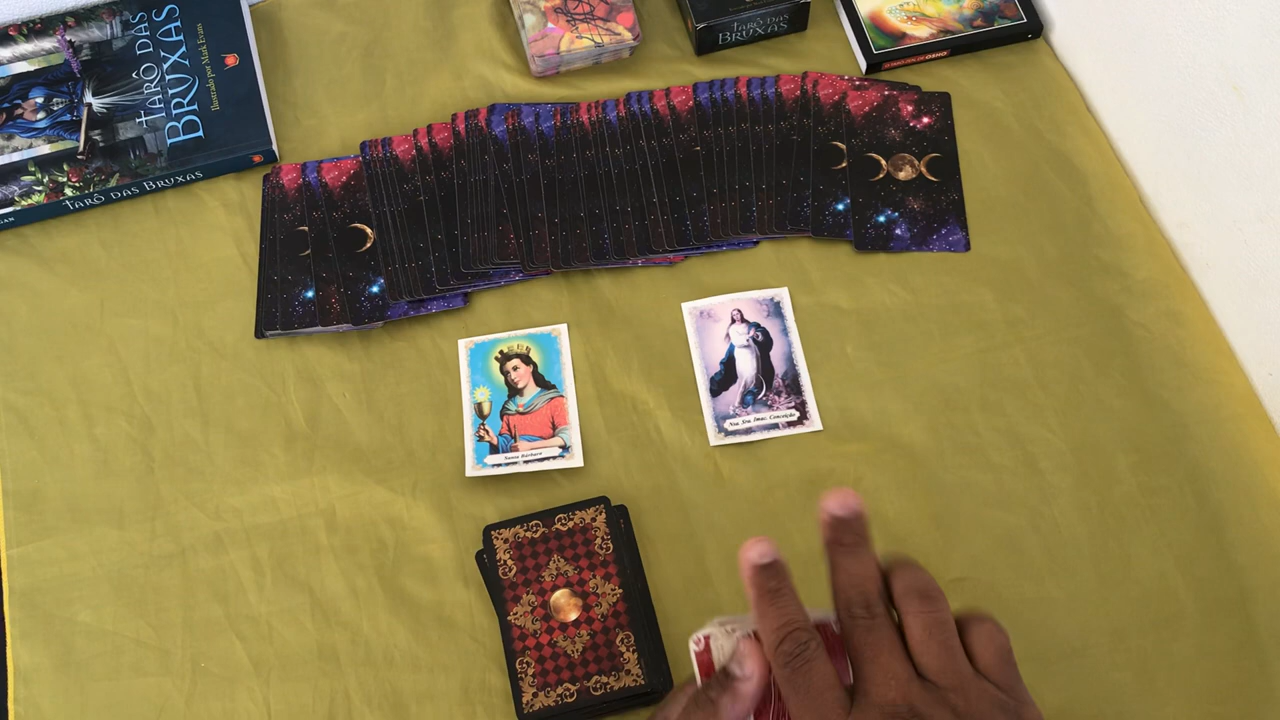 TARÔ DAS
BRUXAS
Ilustrado por Mark Evans
TARÔ DAS BRUXAS
TARÔ DAS
BRUXAS
OSHO
Santa Bárbara
Nsa. Sra. Imac. Conceição